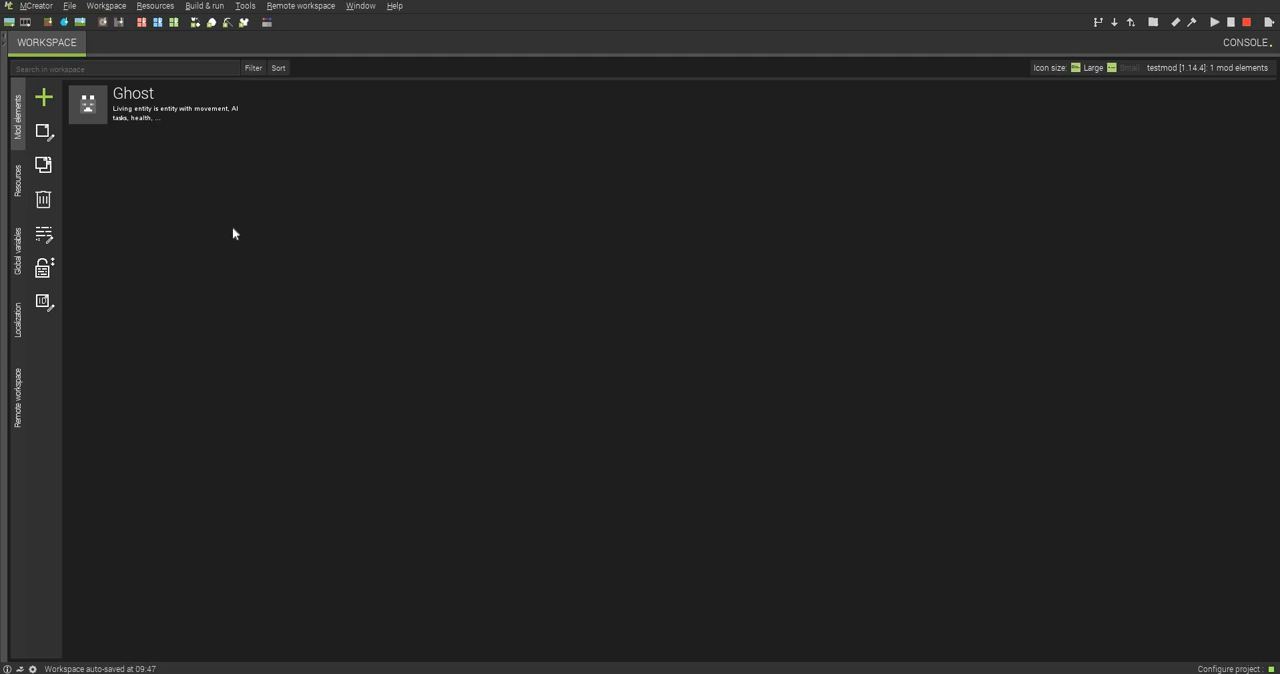 MCreator File Workspace Resources Build & run Tools Remote workspace Window Help
WORKSPACE
CONSOLE
Search in workspace Filter Sort
Icon size: Large Small testmod [1.14.4]: 1 mod elements
Mod elements
Resources
Global variables
Localization
Remote workspace
Ghost
Living entity is entity with movement, AI
tasks, health, ...
Workspace auto-saved at 09:47
Configure project :